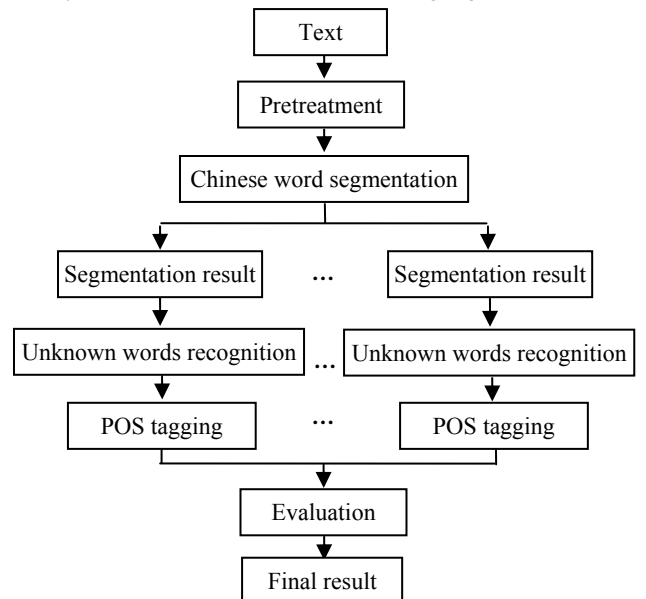 Text
Pretreatment
Chinese word segmentation
Segmentation result ... Segmentation result
Unknown words recognition ... Unknown words recognition
POS tagging ... POS tagging
Evaluation
Final result